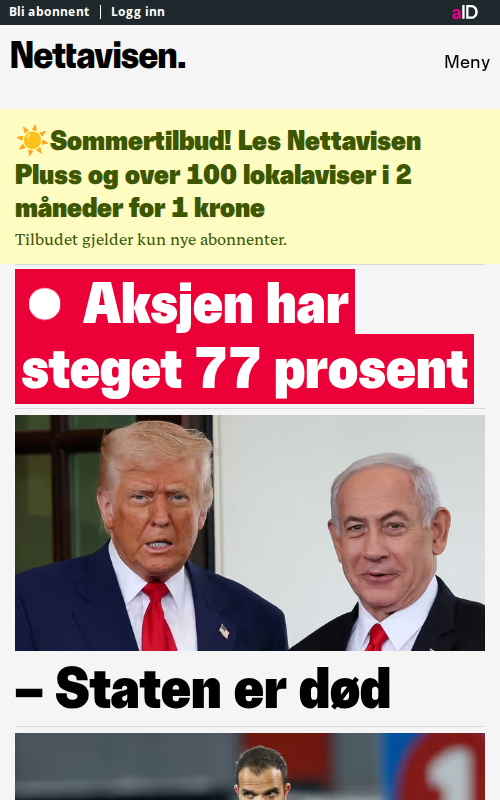 Bli abonnent | Logg inn
aID
Nettavisen.
Meny
☀️Sommertilbud! Les Nettavisen
Pluss og over 100 lokalaviser i 2
måneder for 1 krone
Tilbudet gjelder kun nye abonnenter.
Aksjen har
steget 77 prosent
– Staten er død
1